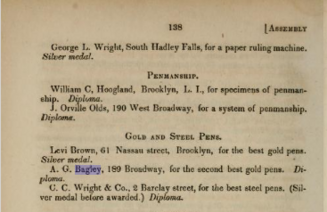 138 [ASSEMBLY
George L. Wright, South Hadley Falls, for a paper ruling machine.
Silver medal.
PENMANSHIP.
William C, Hoogland, Brooklyn, L. I., for specimens of penman-
ship. Diploma.
J. Orville Olds, 190 West Broadway, for a system of penmanship.
Diploma.
GOLD AND STEEL PENS.
Levi Brown, 61 Nassau street, Brooklyn, for the best gold pens.
Silver medal.
A. G. Bagley, 189 Broadway, for the second best gold pens. Di-
ploma.
C. C. Wright & Co., 2 Barclay street, for the best steel pens. (Sil-
ver medal before awarded.) Diploma.